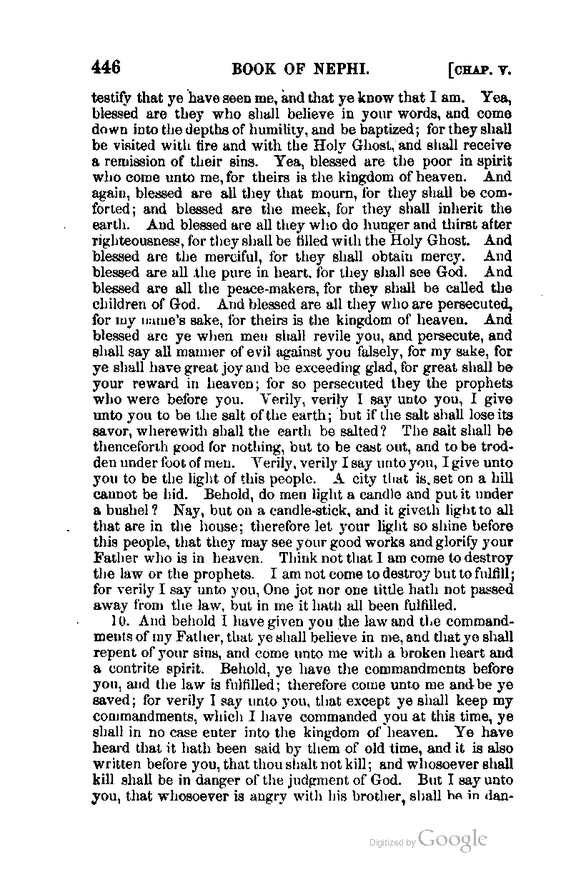 446 BOOK OF NEPHI. [CHAP. V.
testify that ye have seen me, and that ye know that I am. Yea,
blessed are they who shall believe in your words, and come
down into the depths of humility, and be baptized; for they shall
be visited with fire and with the Holy Ghost, and shall receive
a remission of their sins. Yea, blessed are the poor in spirit
who come unto me, for theirs is the kingdom of heaven. And
again, blessed are all they that mourn, for they shall be com-
forted; and blessed are the meek, for they shall inherit the
earth. And blessed are all they who do hunger and thirst after
righteousness, for they shall be filled with the Holy Ghost. And
blessed are the merciful, for they shall obtain mercy. And
blessed are all the pure in heart, for they shall see God. And
blessed are all the peace-makers, for they shall be called the
children of God. And blessed are all they who are persecuted,
for my name's sake, for theirs is the kingdom of heaven. And
blessed are ye when men shall revile you, and persecute, and
shall say all manner of evil against you falsely, for my sake, for
ye shall have great joy and be exceeding glad, for great shall be
your reward in heaven; for so persecuted they the prophets
who were before you. Verily, verily I say unto you, I give
unto you to be the salt of the earth; but if the salt shall lose its
savor, wherewith shall the earth be salted? The salt shall be
thenceforth good for nothing, but to be cast out, and to be trod-
den under foot of men. Verily, verily I say unto you, I give unto
you to be the light of this people. A city that is set on a hill
cannot be hid. Behold, do men light a candle and put it under
a bushel? Nay, but on a candle-stick, and it giveth light to all
that are in the house; therefore let your light so shine before
this people, that they may see your good works and glorify your
Father who is in heaven. Think not that I am come to destroy
the law or the prophets. I am not come to destroy but to fulfill;
for verily I say unto you, One jot nor one tittle hath not passed
away from the law, but in me it hath all been fulfilled.
10. And behold I have given you the law and the command-
ments of my Father, that ye shall believe in me, and that ye shall
repent of your sins, and come unto me with a broken heart and
a contrite spirit. Behold, ye have the commandments before
you, and the law is fulfilled; therefore come unto me and be ye
saved; for verily I say unto you, that except ye shall keep my
commandments, which I have commanded you at this time, ye
shall in no case enter into the kingdom of heaven. Ye have
heard that it hath been said by them of old time, and it is also
written before you, that thou shalt not kill; and whosoever shall
kill shall be in danger of the judgment of God. But I say unto
you, that whosoever is angry with his brother, shall be in dan-
Digitized by Google